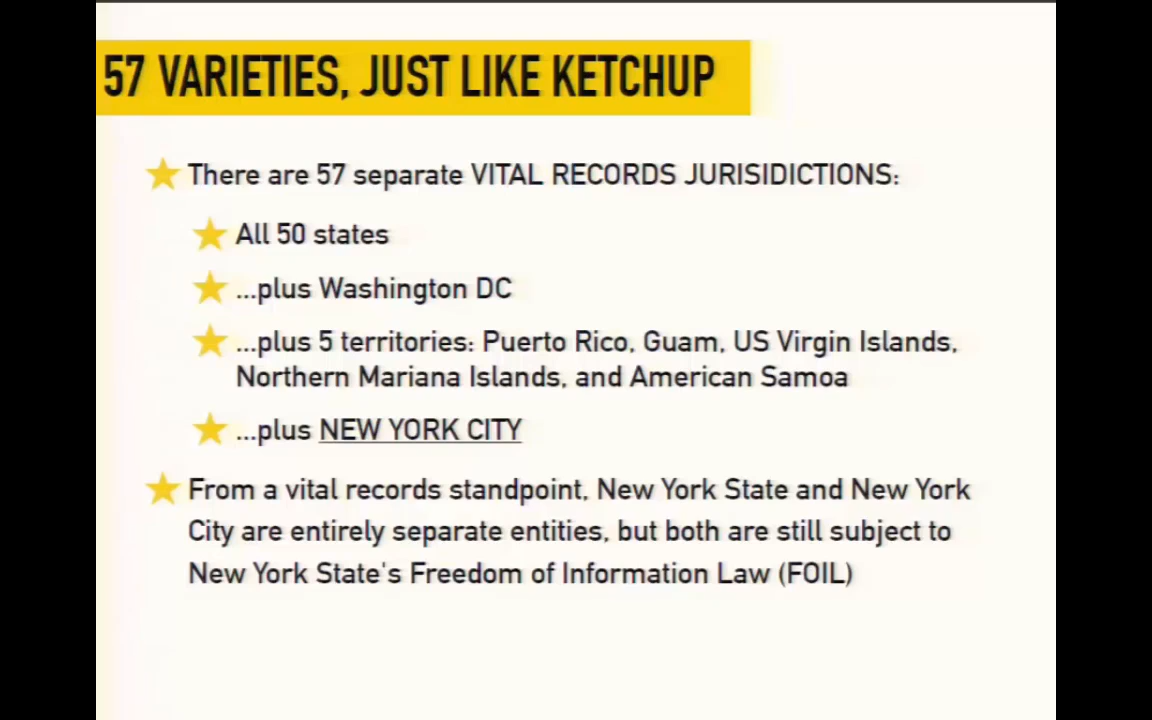 57 VARIETIES, JUST LIKE KETCHUP
There are 57 separate VITAL RECORDS JURISIDICTIONS:
All 50 states
...plus Washington DC
...plus 5 territories: Puerto Rico, Guam, US Virgin Islands,
Northern Mariana Islands, and American Samoa
...plus NEW YORK CITY
From a vital records standpoint, New York State and New York
City are entirely separate entities, but both are still subject to
New York State's Freedom of Information Law (FOIL)